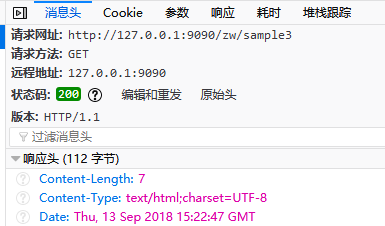 消息头 Cookie 参数 响应 耗时 堆栈跟踪
请求网址: http://127.0.0.1:9090/zw/sample3
请求方法: GET
远程地址: 127.0.0.1:9090
状态码: 200 ? 编辑和重发 原始头
版本: HTTP/1.1
过滤消息头
响应头 (112 字节)
? Content-Length: 7
? Content-Type: text/html;charset=UTF-8
? Date: Thu, 13 Sep 2018 15:22:47 GMT